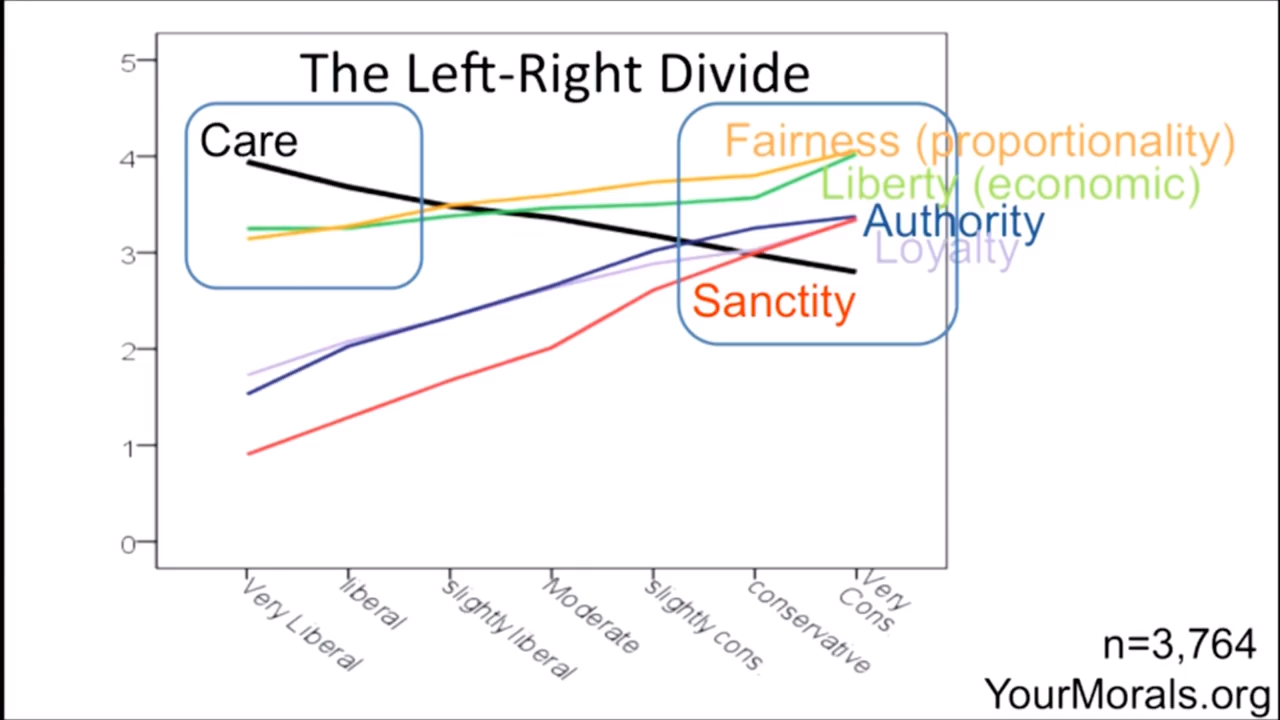 The Left-Right Divide
5
4
3
2
1
0
Care
Fairness (proportionality)
Liberty (economic)
Authority
Loyalty
Sanctity
Very Liberal
liberal
slightly liberal
Moderate
slightly cons.
conservative
Very
Cons.
n=3,764
YourMorals.org